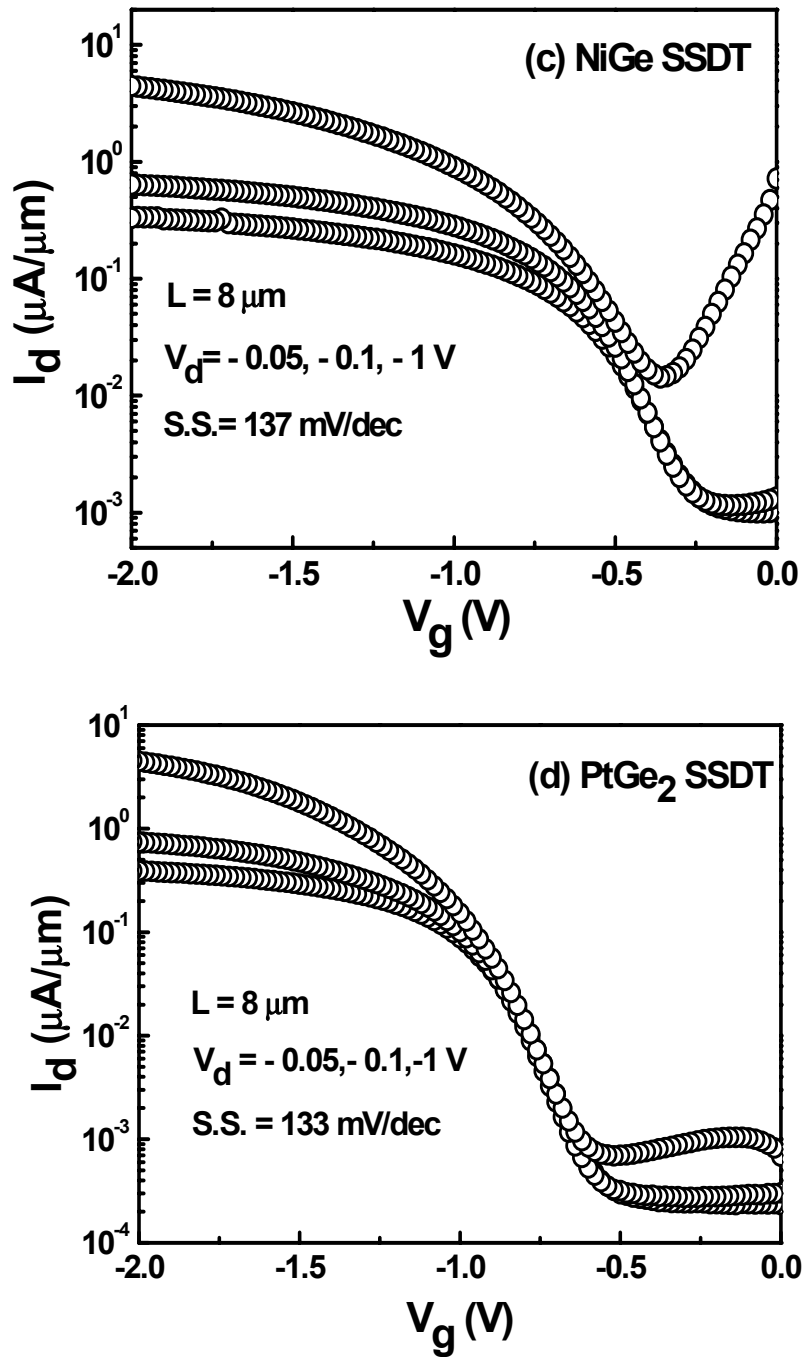 (c) NiGe SSDT
10¹
10⁰
10⁻¹
10⁻²
10⁻³
I_d (μA/μm)
L = 8 μm
V_d= - 0.05, - 0.1, - 1 V
S.S.= 137 mV/dec
-2.0 -1.5 -1.0 -0.5 0.0
V_g (V)
(d) PtGe₂ SSDT
10¹
10⁰
10⁻¹
10⁻²
10⁻³
10⁻⁴
I_d (μA/μm)
L = 8 μm
V_d = - 0.05,- 0.1,-1 V
S.S. = 133 mV/dec
-2.0 -1.5 -1.0 -0.5 0.0
V_g (V)